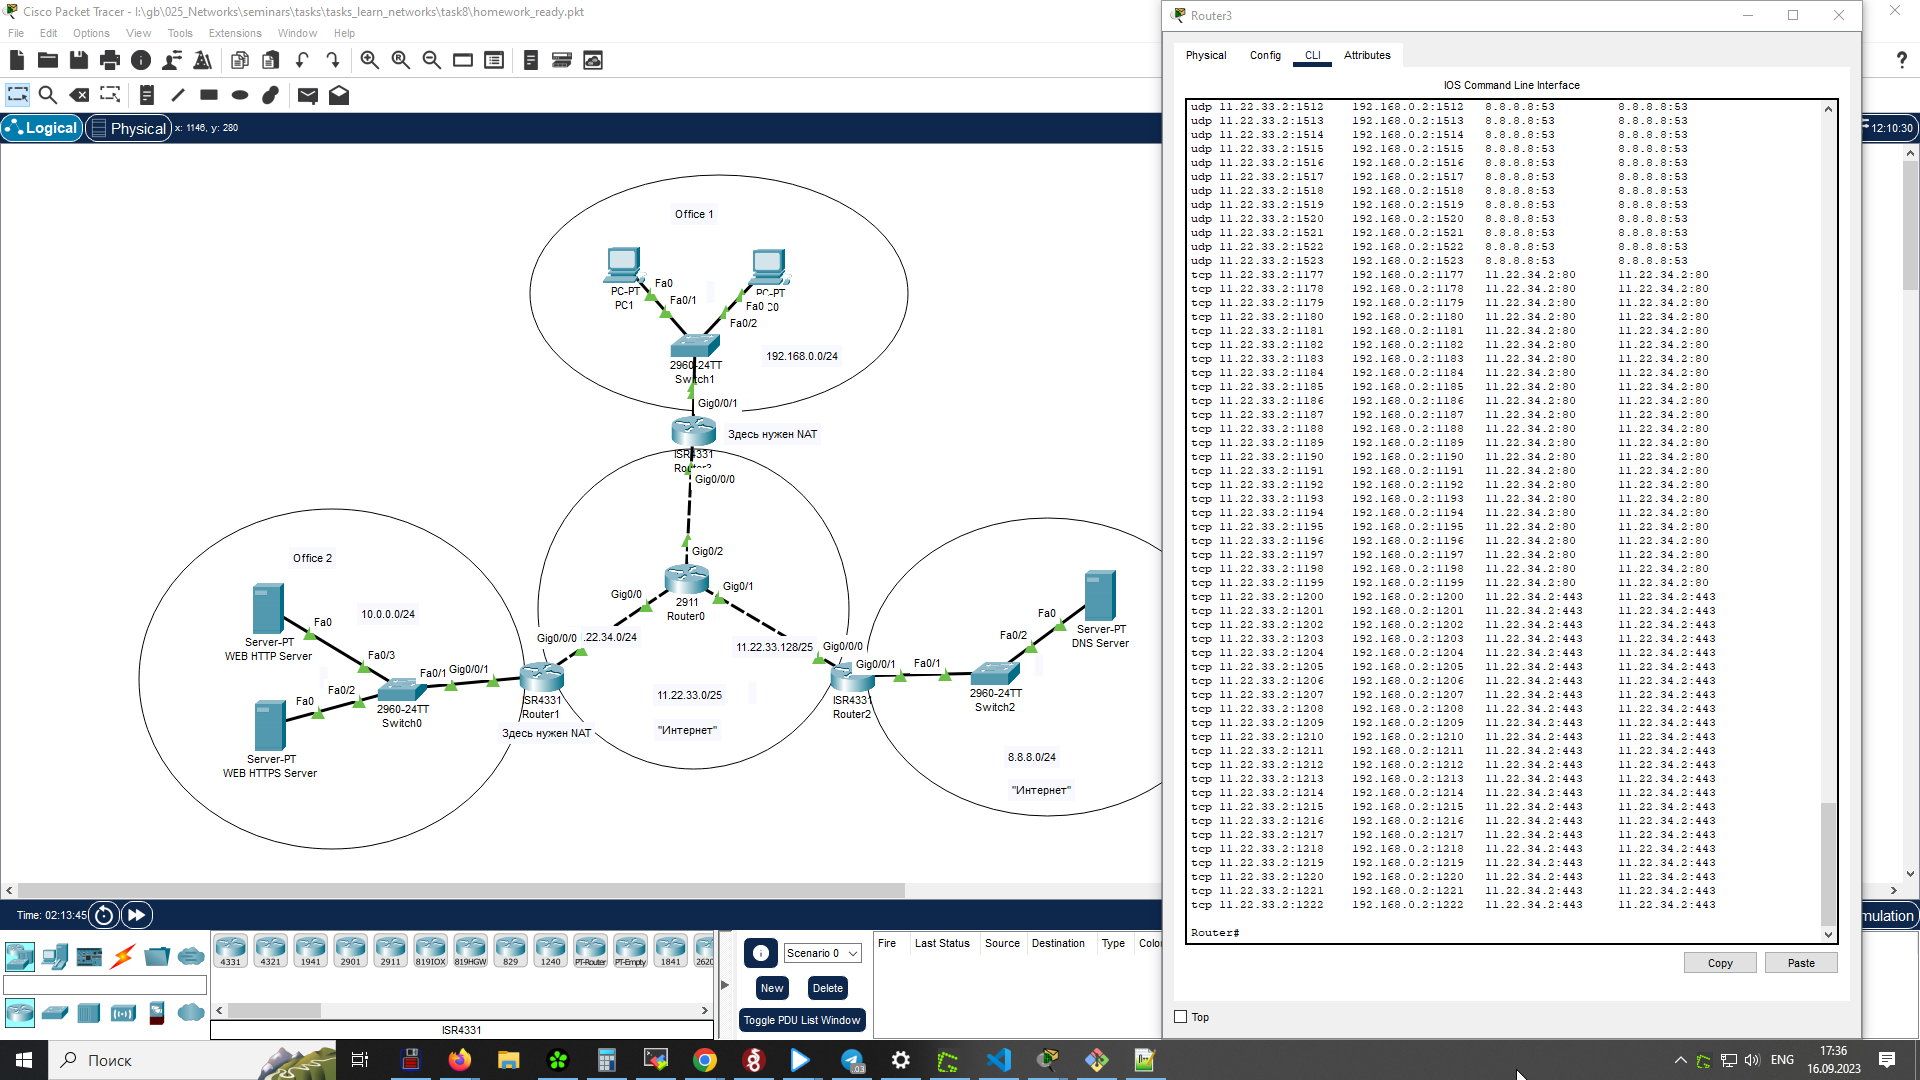 Cisco Packet Tracer - I:\gb\025_Networks\seminars\tasks\tasks_learn_networks\task8\homework_ready.pkt
File Edit Options View Tools Extensions Window Help
Logical Physical x: 1146, y: 280
12:10:30
Office 1
PC-PT
PC1
Fa0
Fa0/1
PC-PT
Fa0
C0
Fa0/2
192.168.0.0/24
2960-24TT
Switch1
Gig0/0/1
Здесь нужен NAT
ISR4331
Gig0/0/0
Gig0/2
2911
Router0
Gig0/0
Gig0/1
Office 2
10.0.0.0/24
Fa0
Server-PT
WEB HTTP Server
Fa0/3
Fa0/1
Gig0/0/1
Fa0/2
Fa0
2960-24TT
Switch0
Server-PT
WEB HTTPS Server
Gig0/0/0
.22.34.0/24
ISR4331
Router1
Здесь нужен NAT
11.22.33.128/25
11.22.33.0/25
"Интернет"
Gig0/0/0
Gig0/0/1
Fa0/1
ISR4331
Router2
2960-24TT
Switch2
Fa0/2
Fa0
Server-PT
DNS Server
8.8.8.0/24
"Интернет"
Time: 02:13:45
mulation
4331 4321 1941 2901 2911 819IOX 819HGW 829 1240 PT-Router PT-Empty 1841 2620
ISR4331
Scenario 0
New Delete
Toggle PDU List Window
Fire Last Status Source Destination Type Color
Router3
Physical Config CLI Attributes
IOS Command Line Interface
udp 11.22.33.2:1512 192.168.0.2:1512 8.8.8.8:53 8.8.8.8:53
udp 11.22.33.2:1513 192.168.0.2:1513 8.8.8.8:53 8.8.8.8:53
udp 11.22.33.2:1514 192.168.0.2:1514 8.8.8.8:53 8.8.8.8:53
udp 11.22.33.2:1515 192.168.0.2:1515 8.8.8.8:53 8.8.8.8:53
udp 11.22.33.2:1516 192.168.0.2:1516 8.8.8.8:53 8.8.8.8:53
udp 11.22.33.2:1517 192.168.0.2:1517 8.8.8.8:53 8.8.8.8:53
udp 11.22.33.2:1518 192.168.0.2:1518 8.8.8.8:53 8.8.8.8:53
udp 11.22.33.2:1519 192.168.0.2:1519 8.8.8.8:53 8.8.8.8:53
udp 11.22.33.2:1520 192.168.0.2:1520 8.8.8.8:53 8.8.8.8:53
udp 11.22.33.2:1521 192.168.0.2:1521 8.8.8.8:53 8.8.8.8:53
udp 11.22.33.2:1522 192.168.0.2:1522 8.8.8.8:53 8.8.8.8:53
udp 11.22.33.2:1523 192.168.0.2:1523 8.8.8.8:53 8.8.8.8:53
tcp 11.22.33.2:1177 192.168.0.2:1177 11.22.34.2:80 11.22.34.2:80
tcp 11.22.33.2:1178 192.168.0.2:1178 11.22.34.2:80 11.22.34.2:80
tcp 11.22.33.2:1179 192.168.0.2:1179 11.22.34.2:80 11.22.34.2:80
tcp 11.22.33.2:1180 192.168.0.2:1180 11.22.34.2:80 11.22.34.2:80
tcp 11.22.33.2:1181 192.168.0.2:1181 11.22.34.2:80 11.22.34.2:80
tcp 11.22.33.2:1182 192.168.0.2:1182 11.22.34.2:80 11.22.34.2:80
tcp 11.22.33.2:1183 192.168.0.2:1183 11.22.34.2:80 11.22.34.2:80
tcp 11.22.33.2:1184 192.168.0.2:1184 11.22.34.2:80 11.22.34.2:80
tcp 11.22.33.2:1185 192.168.0.2:1185 11.22.34.2:80 11.22.34.2:80
tcp 11.22.33.2:1186 192.168.0.2:1186 11.22.34.2:80 11.22.34.2:80
tcp 11.22.33.2:1187 192.168.0.2:1187 11.22.34.2:80 11.22.34.2:80
tcp 11.22.33.2:1188 192.168.0.2:1188 11.22.34.2:80 11.22.34.2:80
tcp 11.22.33.2:1189 192.168.0.2:1189 11.22.34.2:80 11.22.34.2:80
tcp 11.22.33.2:1190 192.168.0.2:1190 11.22.34.2:80 11.22.34.2:80
tcp 11.22.33.2:1191 192.168.0.2:1191 11.22.34.2:80 11.22.34.2:80
tcp 11.22.33.2:1192 192.168.0.2:1192 11.22.34.2:80 11.22.34.2:80
tcp 11.22.33.2:1193 192.168.0.2:1193 11.22.34.2:80 11.22.34.2:80
tcp 11.22.33.2:1194 192.168.0.2:1194 11.22.34.2:80 11.22.34.2:80
tcp 11.22.33.2:1195 192.168.0.2:1195 11.22.34.2:80 11.22.34.2:80
tcp 11.22.33.2:1196 192.168.0.2:1196 11.22.34.2:80 11.22.34.2:80
tcp 11.22.33.2:1197 192.168.0.2:1197 11.22.34.2:80 11.22.34.2:80
tcp 11.22.33.2:1198 192.168.0.2:1198 11.22.34.2:80 11.22.34.2:80
tcp 11.22.33.2:1199 192.168.0.2:1199 11.22.34.2:80 11.22.34.2:80
tcp 11.22.33.2:1200 192.168.0.2:1200 11.22.34.2:443 11.22.34.2:443
tcp 11.22.33.2:1201 192.168.0.2:1201 11.22.34.2:443 11.22.34.2:443
tcp 11.22.33.2:1202 192.168.0.2:1202 11.22.34.2:443 11.22.34.2:443
tcp 11.22.33.2:1203 192.168.0.2:1203 11.22.34.2:443 11.22.34.2:443
tcp 11.22.33.2:1204 192.168.0.2:1204 11.22.34.2:443 11.22.34.2:443
tcp 11.22.33.2:1205 192.168.0.2:1205 11.22.34.2:443 11.22.34.2:443
tcp 11.22.33.2:1206 192.168.0.2:1206 11.22.34.2:443 11.22.34.2:443
tcp 11.22.33.2:1207 192.168.0.2:1207 11.22.34.2:443 11.22.34.2:443
tcp 11.22.33.2:1208 192.168.0.2:1208 11.22.34.2:443 11.22.34.2:443
tcp 11.22.33.2:1209 192.168.0.2:1209 11.22.34.2:443 11.22.34.2:443
tcp 11.22.33.2:1210 192.168.0.2:1210 11.22.34.2:443 11.22.34.2:443
tcp 11.22.33.2:1211 192.168.0.2:1211 11.22.34.2:443 11.22.34.2:443
tcp 11.22.33.2:1212 192.168.0.2:1212 11.22.34.2:443 11.22.34.2:443
tcp 11.22.33.2:1213 192.168.0.2:1213 11.22.34.2:443 11.22.34.2:443
tcp 11.22.33.2:1214 192.168.0.2:1214 11.22.34.2:443 11.22.34.2:443
tcp 11.22.33.2:1215 192.168.0.2:1215 11.22.34.2:443 11.22.34.2:443
tcp 11.22.33.2:1216 192.168.0.2:1216 11.22.34.2:443 11.22.34.2:443
tcp 11.22.33.2:1217 192.168.0.2:1217 11.22.34.2:443 11.22.34.2:443
tcp 11.22.33.2:1218 192.168.0.2:1218 11.22.34.2:443 11.22.34.2:443
tcp 11.22.33.2:1219 192.168.0.2:1219 11.22.34.2:443 11.22.34.2:443
tcp 11.22.33.2:1220 192.168.0.2:1220 11.22.34.2:443 11.22.34.2:443
tcp 11.22.33.2:1221 192.168.0.2:1221 11.22.34.2:443 11.22.34.2:443
tcp 11.22.33.2:1222 192.168.0.2:1222 11.22.34.2:443 11.22.34.2:443
Router#
Copy Paste
Top
Поиск
03
ENG
17:36
16.09.2023